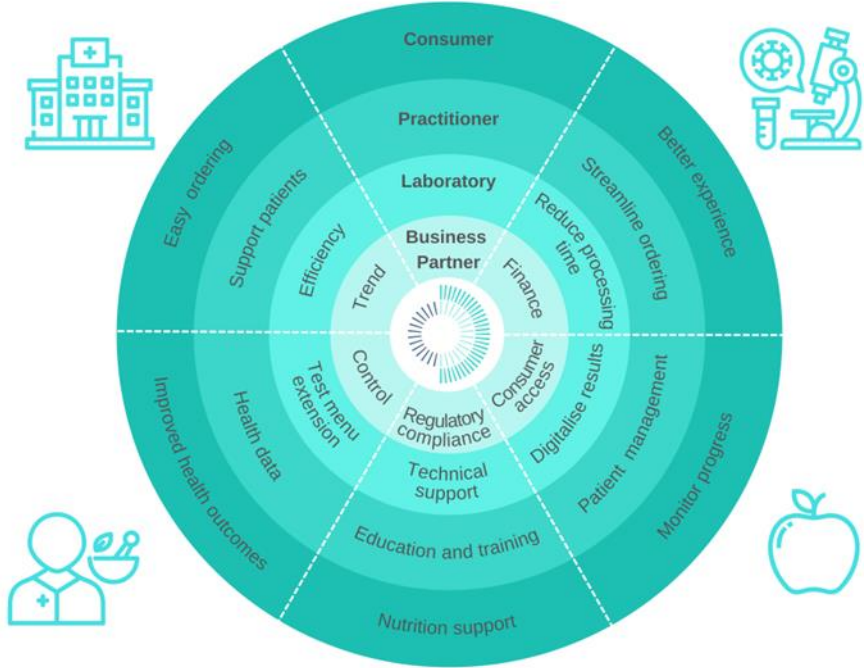 Consumer
Practitioner
Laboratory
Business
Partner
Better experience
Streamline ordering
Reduce processing
time
Finance
Monitor progress
Patient management
Digitalise results
Consumer
access
Nutrition support
Education and training
Technical
support
Regulatory
compliance
Improved health outcomes
Health data
Test menu
extension
Control
Easy ordering
Support patients
Efficiency
Trend